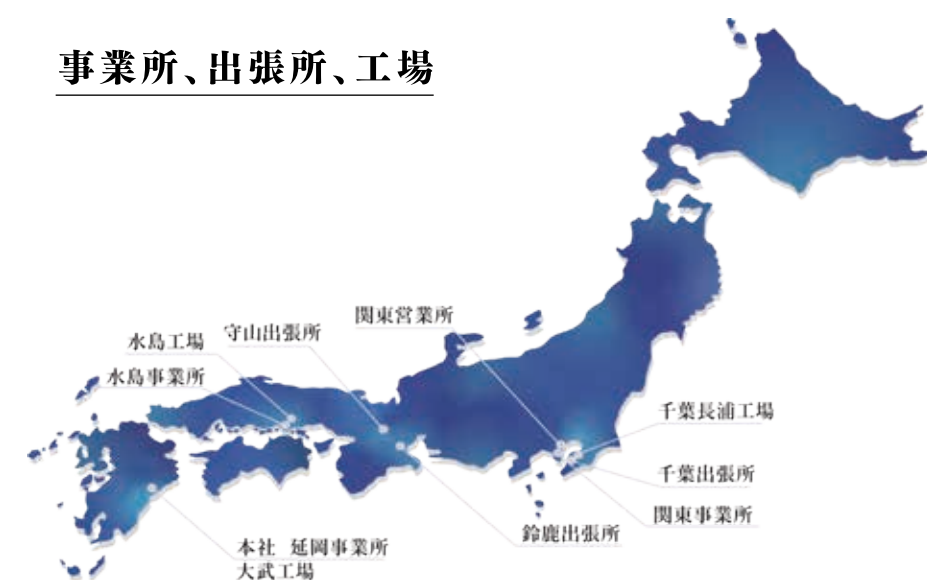 事業所、出張所、工場
関東営業所
守山出張所
水島工場
水島事業所
千葉長浦工場
千葉出張所
関東事業所
鈴鹿出張所
本社 延岡事業所
大武工場